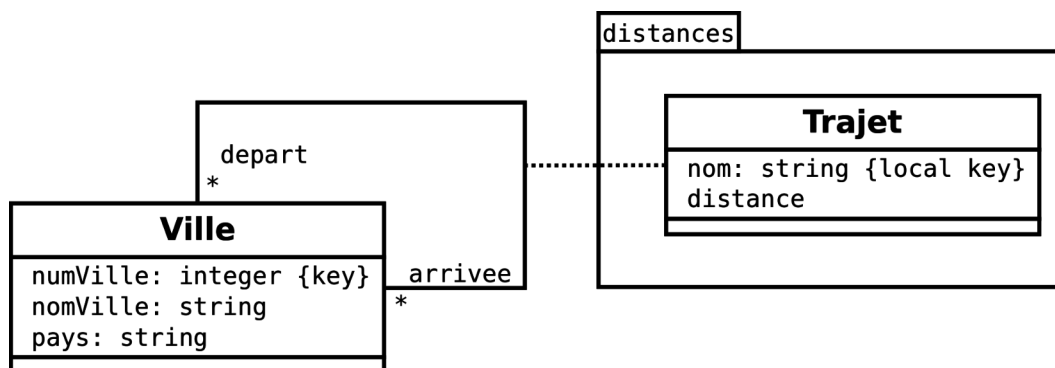 distances
Trajet
nom: string {local key}
distance
depart
*
Ville
numVille: integer {key}
nomVille: string
pays: string
arrivee
*